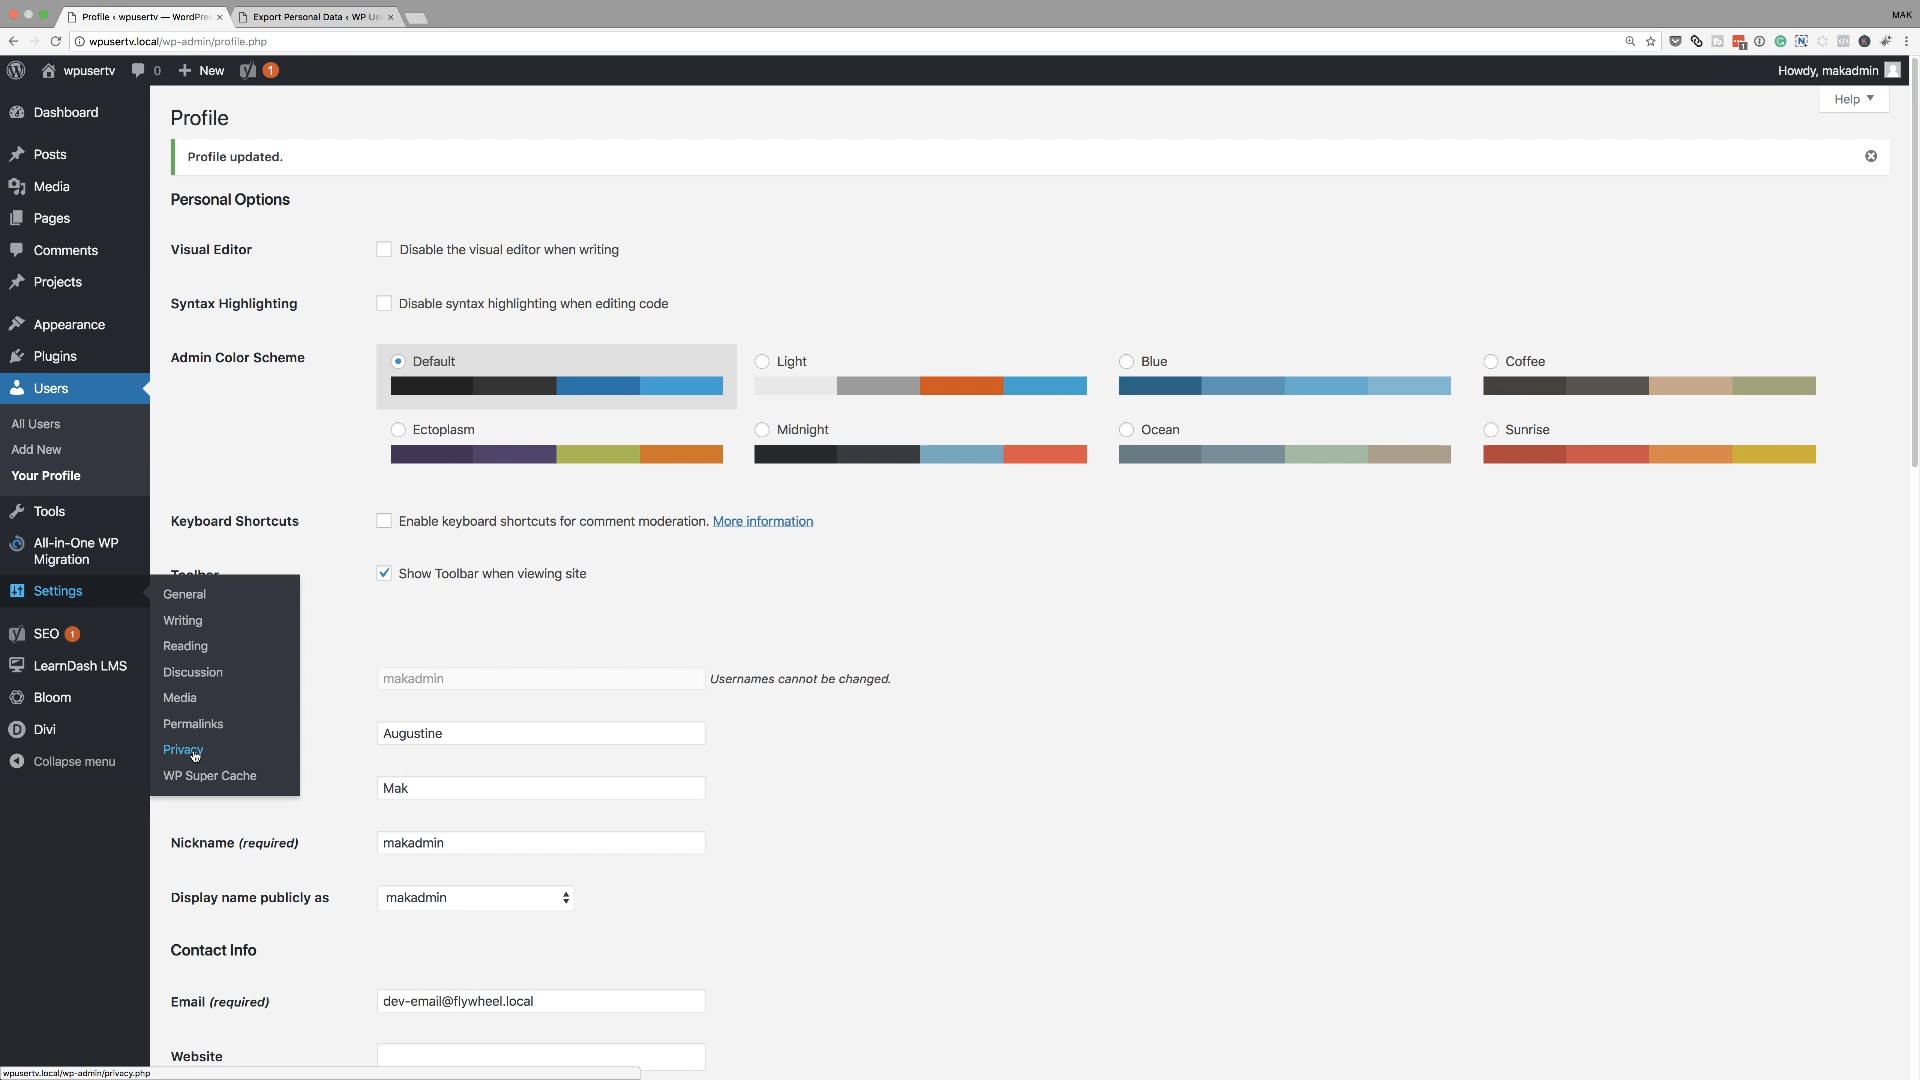 Profile ‹ wpusertv — WordPres
Export Personal Data ‹ WP Us
MAK
wpusertv.local/wp-admin/profile.php
wpusertv
0
New
1
Howdy, makadmin
Help
Dashboard
Posts
Media
Pages
Comments
Projects
Appearance
Plugins
Users
All Users
Add New
Your Profile
Tools
All-in-One WP
Migration
Settings
SEO 1
LearnDash LMS
Bloom
Divi
Collapse menu
General
Writing
Reading
Discussion
Media
Permalinks
Privacy
WP Super Cache
Profile
Profile updated.
Personal Options
Visual Editor
Disable the visual editor when writing
Syntax Highlighting
Disable syntax highlighting when editing code
Admin Color Scheme
Default
Light
Blue
Coffee
Ectoplasm
Midnight
Ocean
Sunrise
Keyboard Shortcuts
Enable keyboard shortcuts for comment moderation. More information
Toolbar
Show Toolbar when viewing site
makadmin
Usernames cannot be changed.
Augustine
Mak
Nickname (required)
makadmin
Display name publicly as
makadmin
Contact Info
Email (required)
dev-email@flywheel.local
Website
wpusertv.local/wp-admin/privacy.php